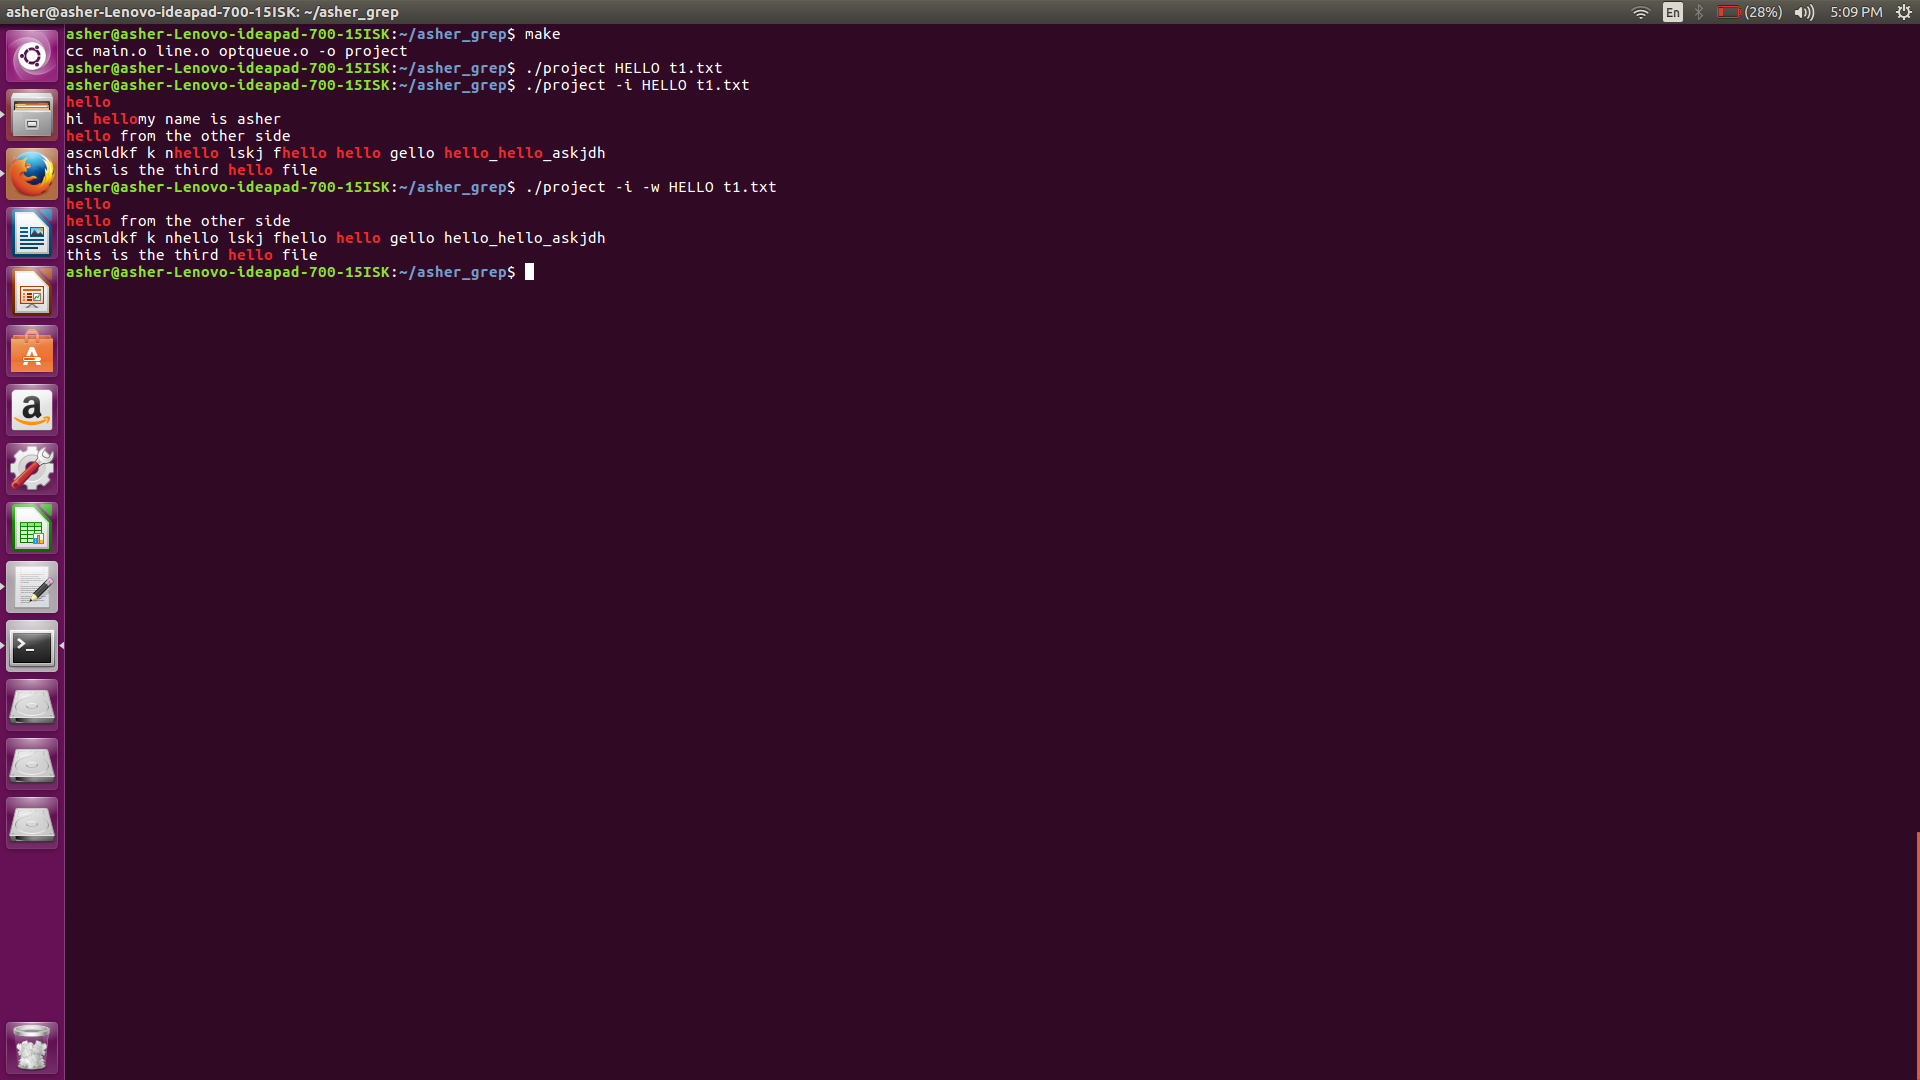 asher@asher-Lenovo-ideapad-700-15ISK: ~/asher_grep En (28%) 5:09 PM
asher@asher-Lenovo-ideapad-700-15ISK:~/asher_grep$ make
cc main.o line.o optqueue.o -o project
asher@asher-Lenovo-ideapad-700-15ISK:~/asher_grep$ ./project HELLO t1.txt
asher@asher-Lenovo-ideapad-700-15ISK:~/asher_grep$ ./project -i HELLO t1.txt
hello
hi hellomy name is asher
hello from the other side
ascmldkf k nhello lskj fhello hello gello hello_hello_askjdh
this is the third hello file
asher@asher-Lenovo-ideapad-700-15ISK:~/asher_grep$ ./project -i -w HELLO t1.txt
hello
hello from the other side
ascmldkf k nhello lskj fhello hello gello hello_hello_askjdh
this is the third hello file
asher@asher-Lenovo-ideapad-700-15ISK:~/asher_grep$